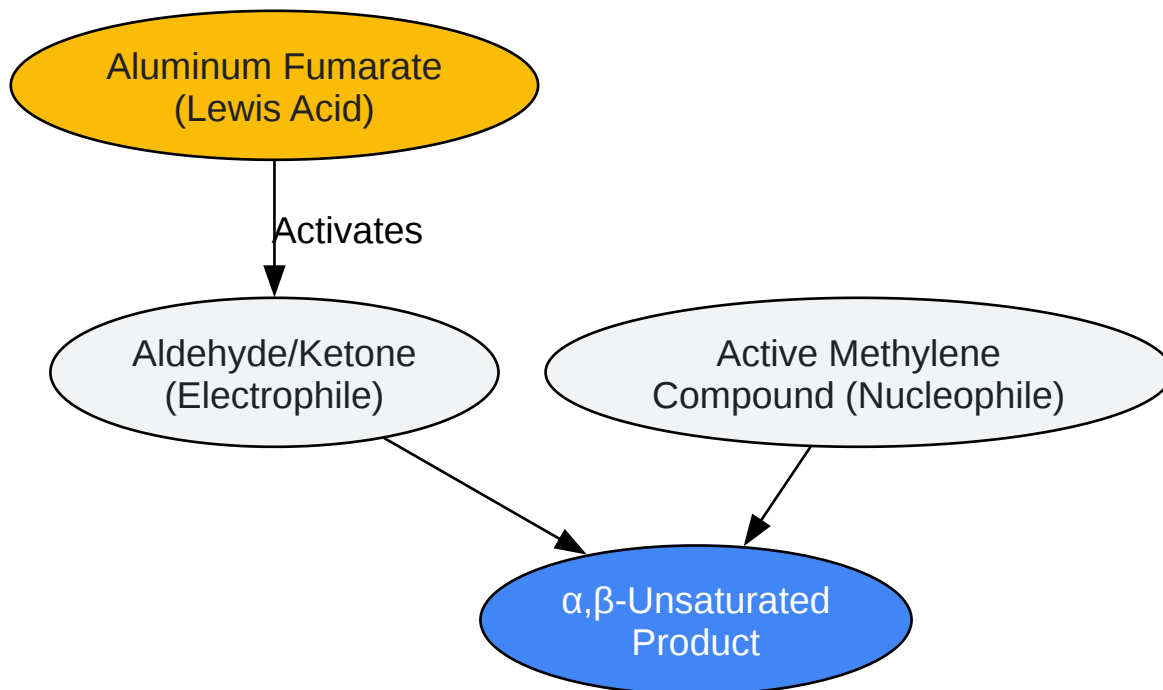 Aluminum Fumarate
(Lewis Acid)
Activates
Aldehyde/Ketone
(Electrophile)
Active Methylene
Compound (Nucleophile)
α,β-Unsaturated
Product